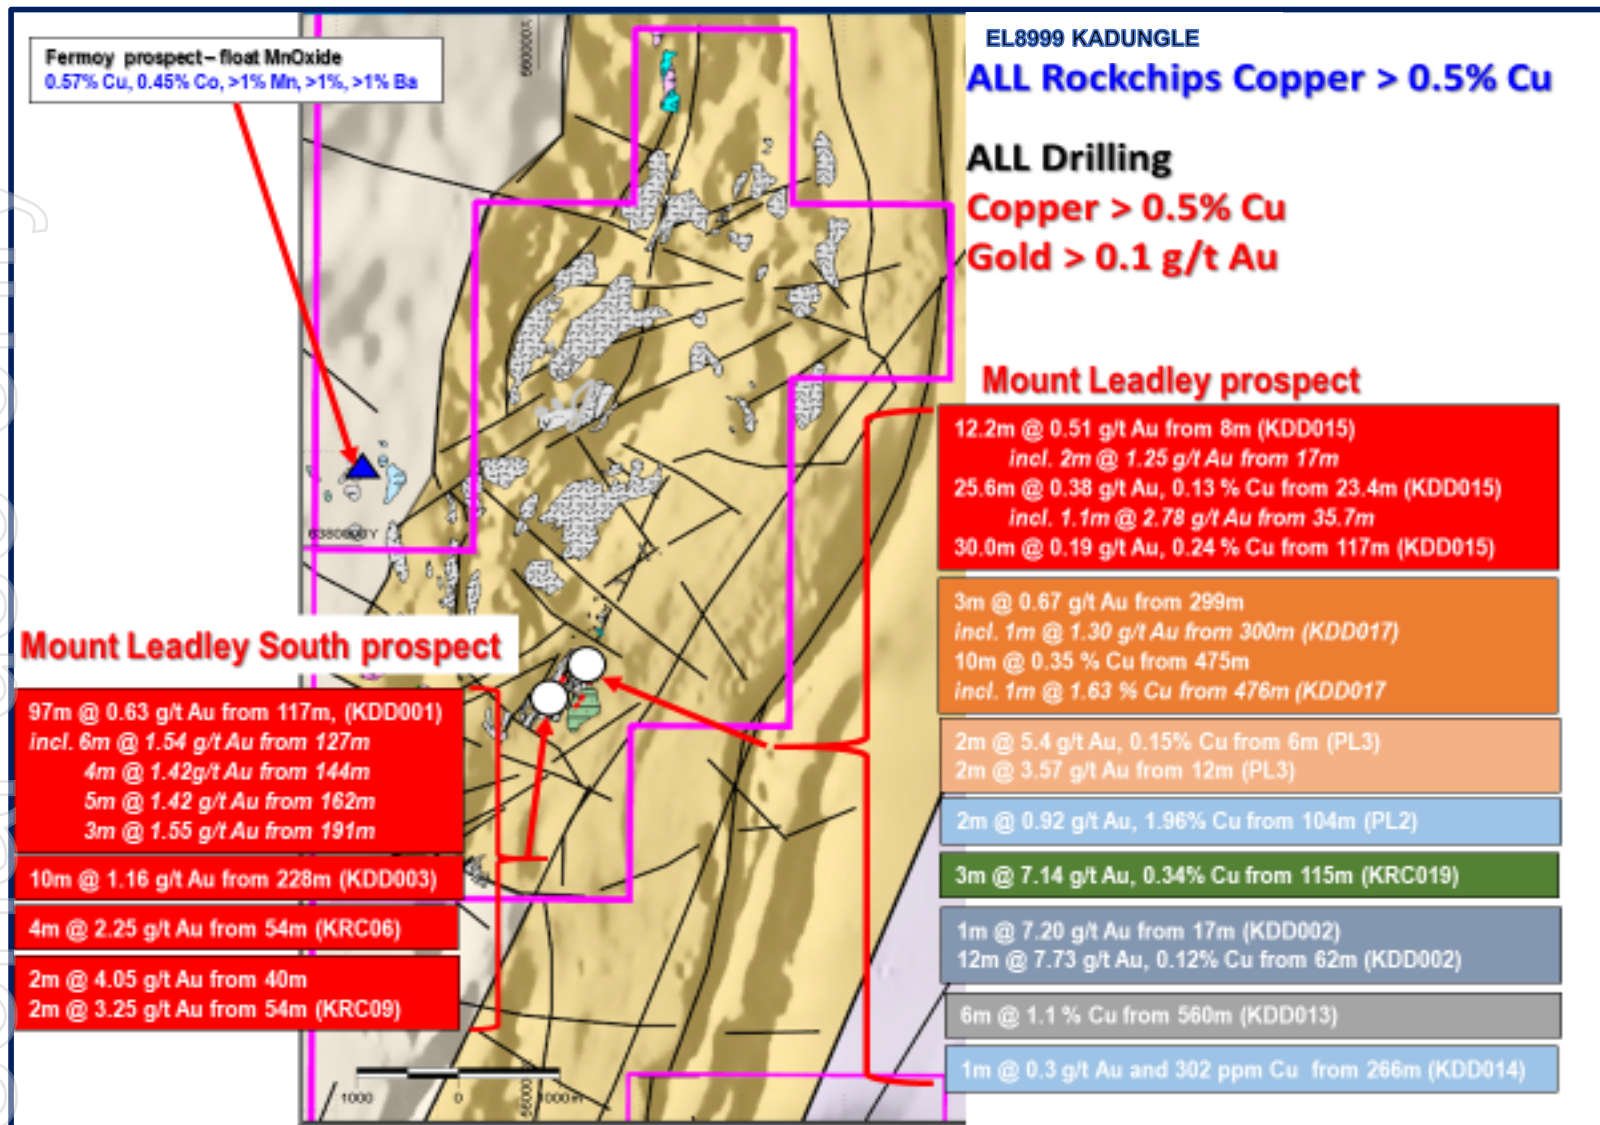 Fermoy prospect – float MnOxide
0.57% Cu, 0.45% Co, >1% Mn, >1%, >1% Ba
EL8999 KADUNGLE
ALL Rockchips Copper > 0.5% Cu
ALL Drilling
Copper > 0.5% Cu
Gold > 0.1 g/t Au
Mount Leadley prospect
12.2m @ 0.51 g/t Au from 8m (KDD015)
incl. 2m @ 1.25 g/t Au from 17m
25.6m @ 0.38 g/t Au, 0.13 % Cu from 23.4m (KDD015)
incl. 1.1m @ 2.78 g/t Au from 35.7m
30.0m @ 0.19 g/t Au, 0.24 % Cu from 117m (KDD015)
3m @ 0.67 g/t Au from 299m
incl. 1m @ 1.30 g/t Au from 300m (KDD017)
10m @ 0.35 % Cu from 475m
incl. 1m @ 1.63 % Cu from 476m (KDD017
2m @ 5.4 g/t Au, 0.15% Cu from 6m (PL3)
2m @ 3.57 g/t Au from 12m (PL3)
2m @ 0.92 g/t Au, 1.96% Cu from 104m (PL2)
3m @ 7.14 g/t Au, 0.34% Cu from 115m (KRC019)
1m @ 7.20 g/t Au from 17m (KDD002)
12m @ 7.73 g/t Au, 0.12% Cu from 62m (KDD002)
6m @ 1.1 % Cu from 560m (KDD013)
1m @ 0.3 g/t Au and 302 ppm Cu from 266m (KDD014)
Mount Leadley South prospect
97m @ 0.63 g/t Au from 117m, (KDD001)
incl. 6m @ 1.54 g/t Au from 127m
4m @ 1.42g/t Au from 144m
5m @ 1.42 g/t Au from 162m
3m @ 1.55 g/t Au from 191m
10m @ 1.16 g/t Au from 228m (KDD003)
4m @ 2.25 g/t Au from 54m (KRC06)
2m @ 4.05 g/t Au from 40m
2m @ 3.25 g/t Au from 54m (KRC09)
6380000Y
1000 0 1000m